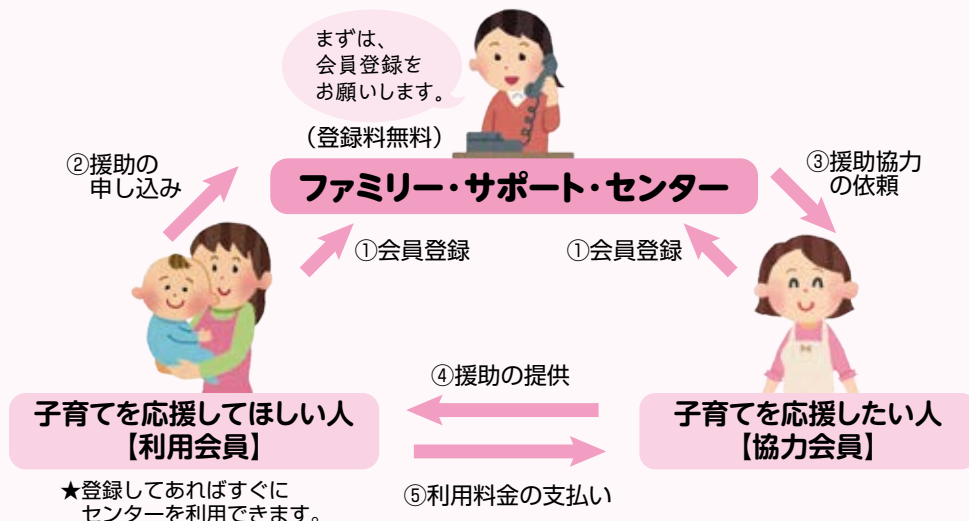 まずは、
会員登録を
お願いします。
（登録料無料）
②援助の
申し込み
③援助協力
の依頼
ファミリー・サポート・センター
①会員登録
①会員登録
④援助の提供
子育てを応援してほしい人
【利用会員】
子育てを応援したい人
【協力会員】
⑤利用料金の支払い
★登録してあればすぐに
センターを利用できます。